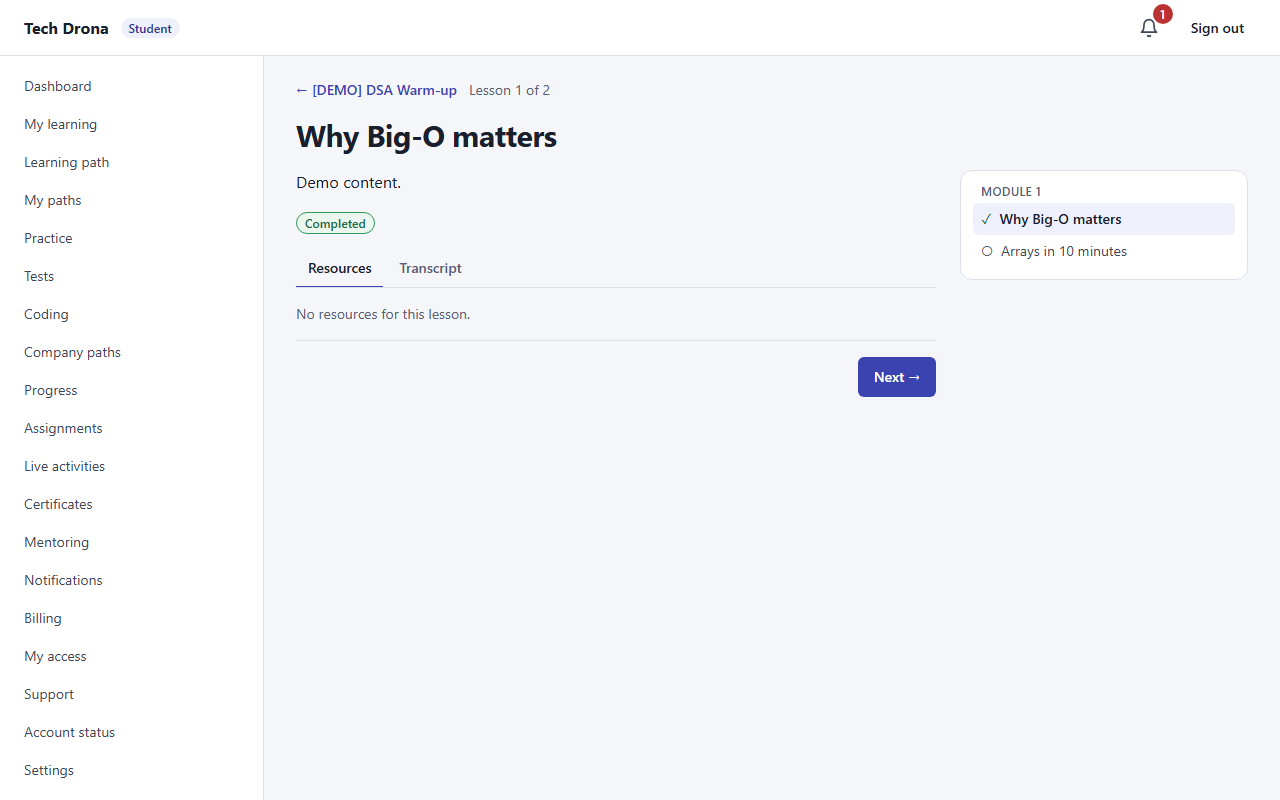 Tech Drona
Student
1
Sign out
Dashboard
My learning
Learning path
My paths
Practice
Tests
Coding
Company paths
Progress
Assignments
Live activities
Certificates
Mentoring
Notifications
Billing
My access
Support
Account status
Settings
← [DEMO] DSA Warm-up Lesson 1 of 2
Why Big-O matters
Demo content.
Completed
Resources Transcript
No resources for this lesson.
Next →
MODULE 1
✓ Why Big-O matters
○ Arrays in 10 minutes